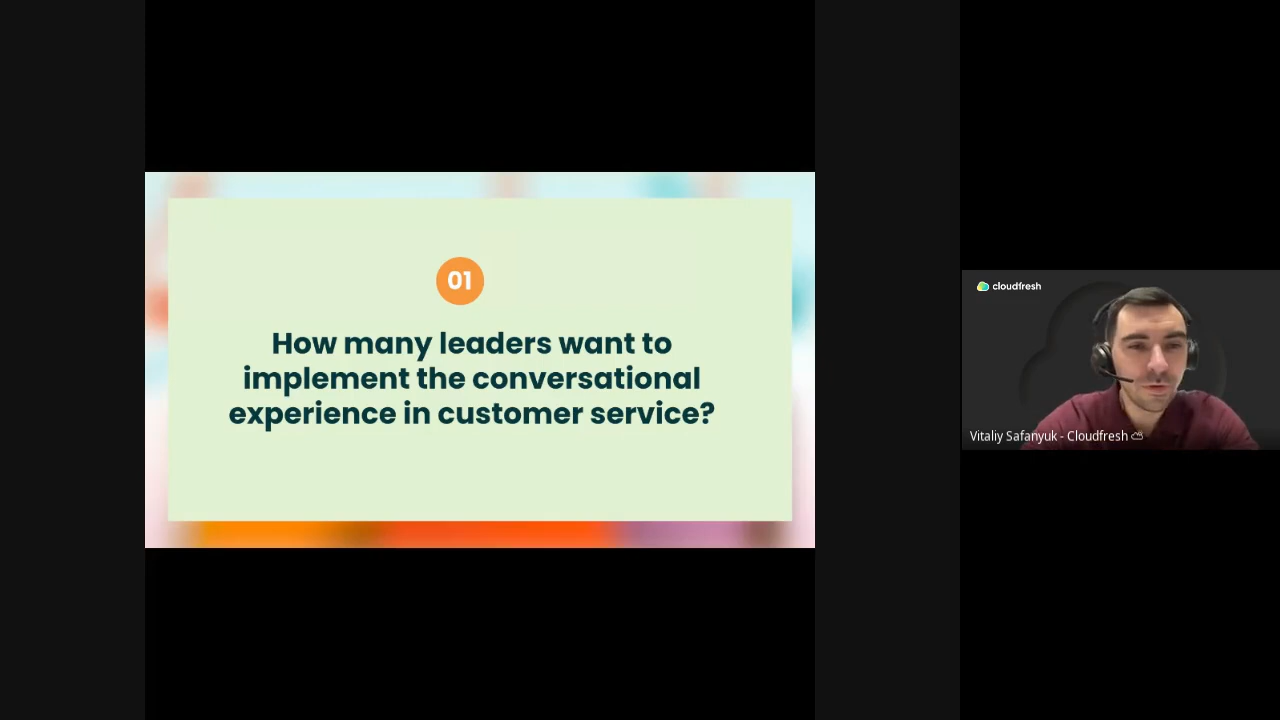 01
How many leaders want to
implement the conversational
experience in customer service?
cloudfresh
Vitaliy Safanyuk - Cloudfresh